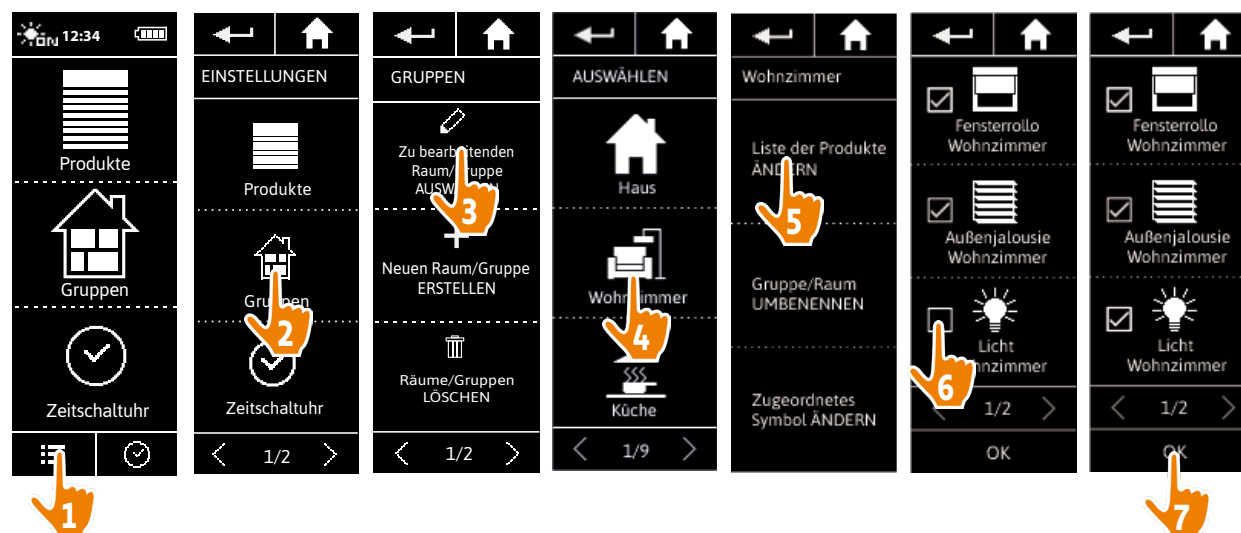 ON 12:34
Produkte
Gruppen
Zeitschaltuhr
1
EINSTELLUNGEN
Produkte
Gruppen
2
Zeitschaltuhr
1/2
GRUPPEN
Zu bearbeitenden
Raum/Gruppe
AUSWÄHLEN
3
Neuen Raum/Gruppe
ERSTELLEN
Räume/Gruppen
LÖSCHEN
1/2
AUSWÄHLEN
Haus
Wohnzimmer
4
Küche
1/9
Wohnzimmer
Liste der Produkte
ÄNDERN
5
Gruppe/Raum
UMBENENNEN
Zugeordnetes
Symbol ÄNDERN
Fensterrollo
Wohnzimmer
Außenjalousie
Wohnzimmer
Licht
Wohnzimmer
6
1/2
OK
Fensterrollo
Wohnzimmer
Außenjalousie
Wohnzimmer
Licht
Wohnzimmer
1/2
OK
7